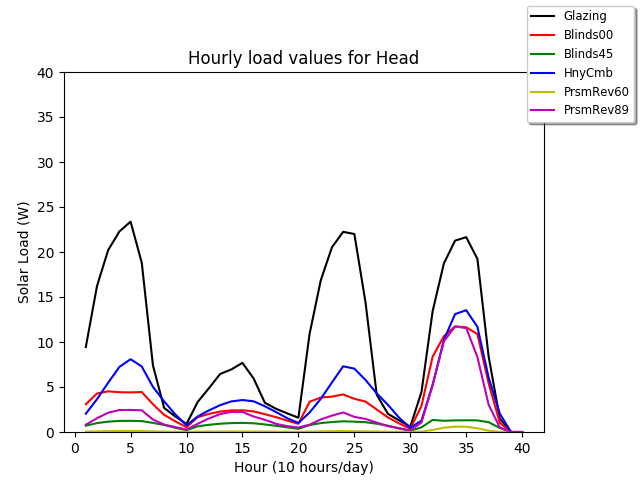 Glazing
Blinds00
Blinds45
HnyCmb
PrsmRev60
PrsmRev89
Hourly load values for Head
Solar Load (W)
40
35
30
25
20
15
10
5
0
0 5 10 15 20 25 30 35 40
Hour (10 hours/day)